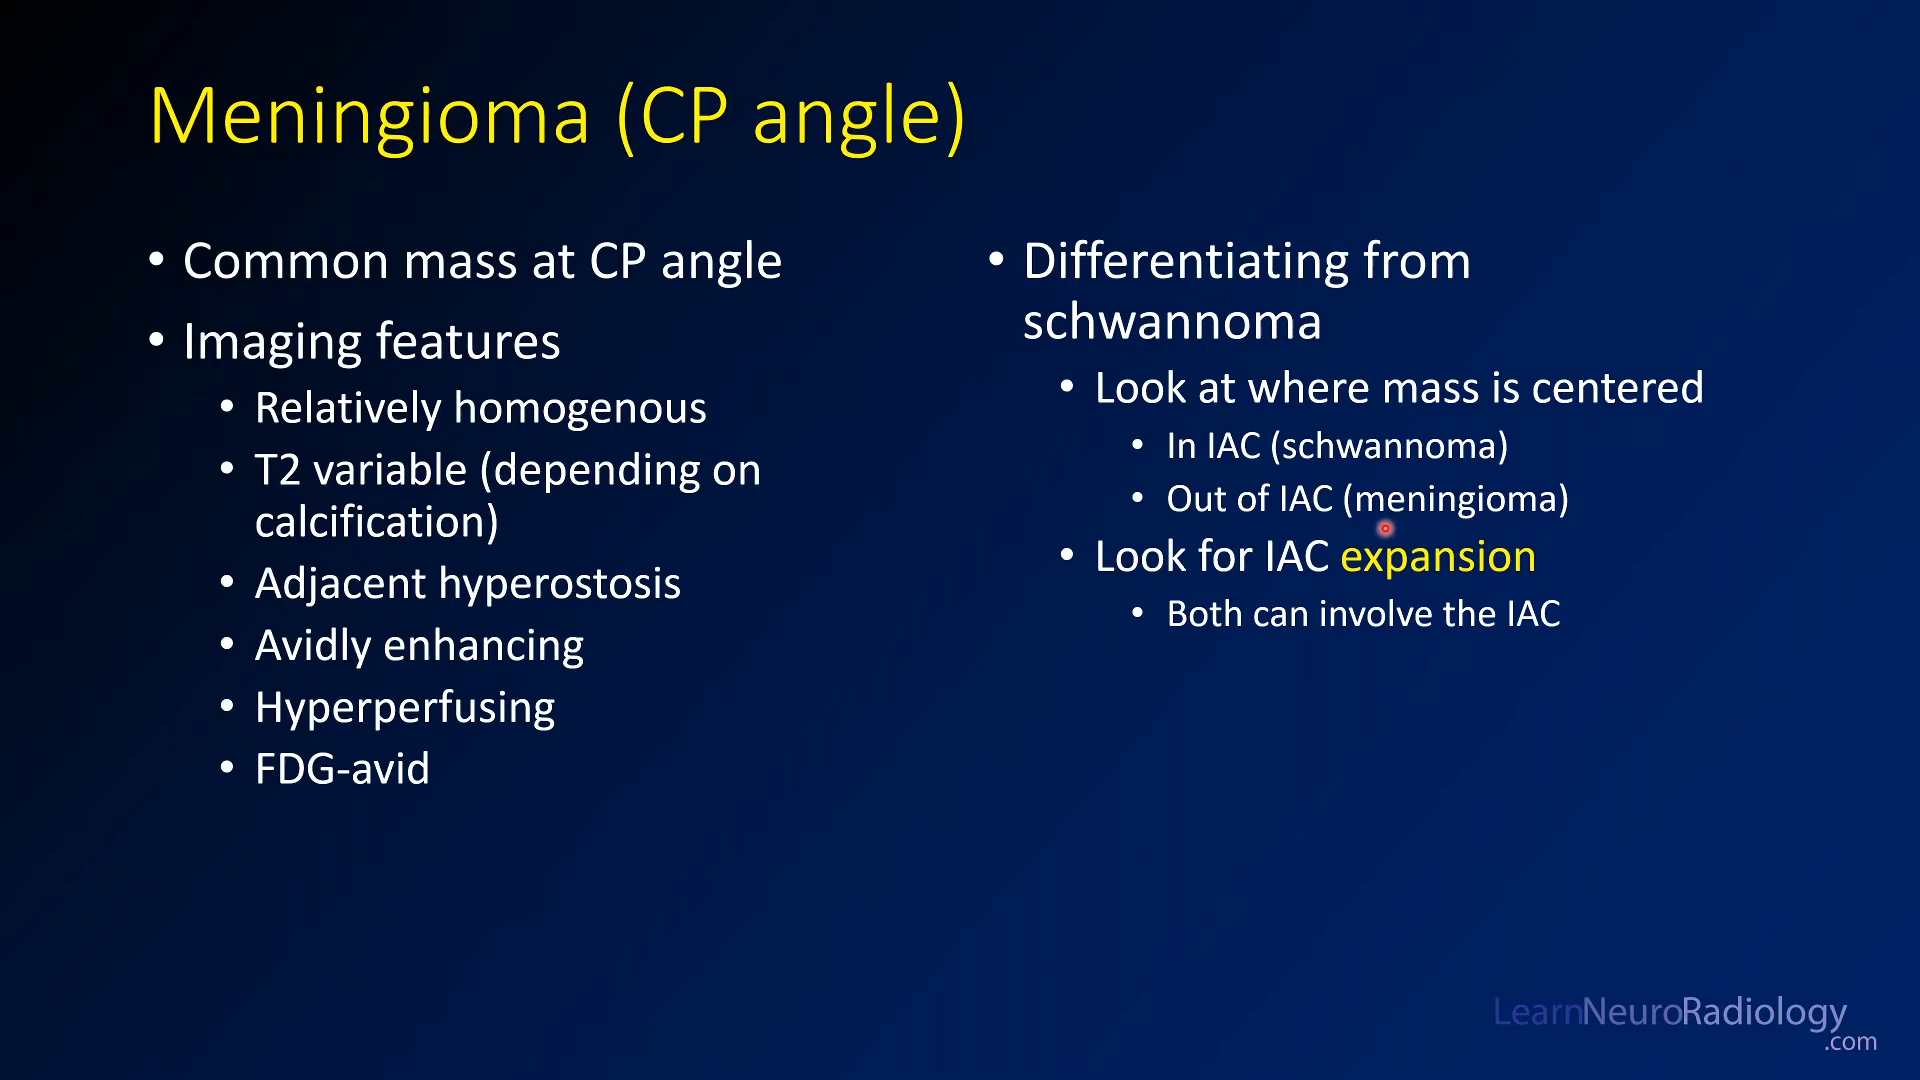 Meningioma (CP angle)
• Common mass at CP angle
• Imaging features
• Relatively homogenous
• T2 variable (depending on
calcification)
• Adjacent hyperostosis
• Avidly enhancing
• Hyperperfusing
• FDG-avid
• Differentiating from
schwannoma
• Look at where mass is centered
• In IAC (schwannoma)
• Out of IAC (meningioma)
• Look for IAC expansion
• Both can involve the IAC
LearnNeuroRadiology
.com